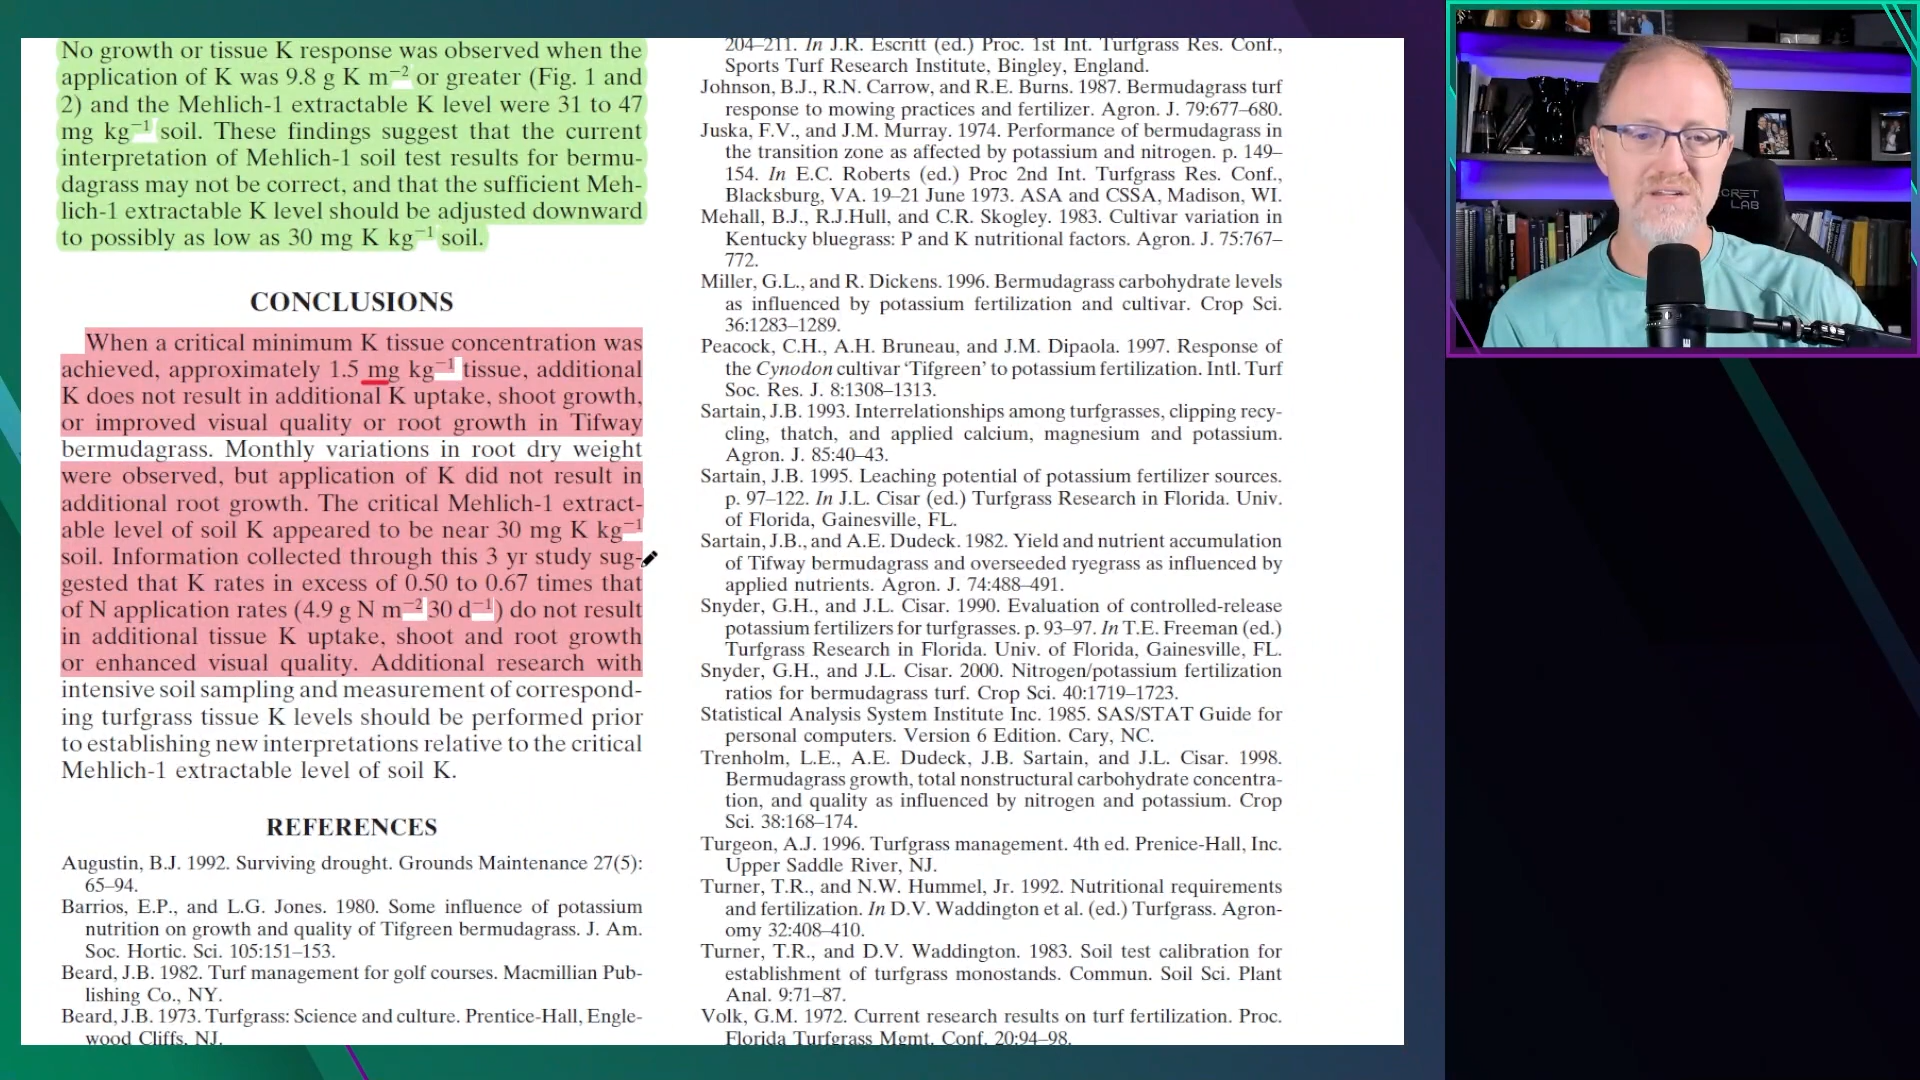 No growth or tissue K response was observed when the
application of K was 9.8 g K m−2 or greater (Fig. 1 and
2) and the Mehlich-1 extractable K level were 31 to 47
mg kg−1 soil. These findings suggest that the current
interpretation of Mehlich-1 soil test results for bermu-
dagrass may not be correct, and that the sufficient Meh-
lich-1 extractable K level should be adjusted downward
to possibly as low as 30 mg K kg−1 soil.
CONCLUSIONS
When a critical minimum K tissue concentration was
achieved, approximately 1.5 mg kg−1 tissue, additional
K does not result in additional K uptake, shoot growth,
or improved visual quality or root growth in Tifway
bermudagrass. Monthly variations in root dry weight
were observed, but application of K did not result in
additional root growth. The critical Mehlich-1 extract-
able level of soil K appeared to be near 30 mg K kg−1
soil. Information collected through this 3 yr study sug-
gested that K rates in excess of 0.50 to 0.67 times that
of N application rates (4.9 g N m−2 30 d−1) do not result
in additional tissue K uptake, shoot and root growth
or enhanced visual quality. Additional research with
intensive soil sampling and measurement of correspond-
ing turfgrass tissue K levels should be performed prior
to establishing new interpretations relative to the critical
Mehlich-1 extractable level of soil K.
REFERENCES
Augustin, B.J. 1992. Surviving drought. Grounds Maintenance 27(5):
65–94.
Barrios, E.P., and L.G. Jones. 1980. Some influence of potassium
nutrition on growth and quality of Tifgreen bermudagrass. J. Am.
Soc. Hortic. Sci. 105:151–153.
Beard, J.B. 1982. Turf management for golf courses. Macmillian Pub-
lishing Co., NY.
Beard, J.B. 1973. Turfgrass: Science and culture. Prentice-Hall, Engle-
wood Cliffs, NJ.
204–211. In J.R. Escritt (ed.) Proc. 1st Int. Turfgrass Res. Conf.,
Sports Turf Research Institute, Bingley, England.
Johnson, B.J., R.N. Carrow, and R.E. Burns. 1987. Bermudagrass turf
response to mowing practices and fertilizer. Agron. J. 79:677–680.
Juska, F.V., and J.M. Murray. 1974. Performance of bermudagrass in
the transition zone as affected by potassium and nitrogen. p. 149–
154. In E.C. Roberts (ed.) Proc 2nd Int. Turfgrass Res. Conf.,
Blacksburg, VA. 19–21 June 1973. ASA and CSSA, Madison, WI.
Mehall, B.J., R.J.Hull, and C.R. Skogley. 1983. Cultivar variation in
Kentucky bluegrass: P and K nutritional factors. Agron. J. 75:767–
772.
Miller, G.L., and R. Dickens. 1996. Bermudagrass carbohydrate levels
as influenced by potassium fertilization and cultivar. Crop Sci.
36:1283–1289.
Peacock, C.H., A.H. Bruneau, and J.M. Dipaola. 1997. Response of
the Cynodon cultivar ‘Tifgreen’ to potassium fertilization. Intl. Turf
Soc. Res. J. 8:1308–1313.
Sartain, J.B. 1993. Interrelationships among turfgrasses, clipping recy-
cling, thatch, and applied calcium, magnesium and potassium.
Agron. J. 85:40–43.
Sartain, J.B. 1995. Leaching potential of potassium fertilizer sources.
p. 97–122. In J.L. Cisar (ed.) Turfgrass Research in Florida. Univ.
of Florida, Gainesville, FL.
Sartain, J.B., and A.E. Dudeck. 1982. Yield and nutrient accumulation
of Tifway bermudagrass and overseeded ryegrass as influenced by
applied nutrients. Agron. J. 74:488–491.
Snyder, G.H., and J.L. Cisar. 1990. Evaluation of controlled-release
potassium fertilizers for turfgrasses. p. 93–97. In T.E. Freeman (ed.)
Turfgrass Research in Florida. Univ. of Florida, Gainesville, FL.
Snyder, G.H., and J.L. Cisar. 2000. Nitrogen/potassium fertilization
ratios for bermudagrass turf. Crop Sci. 40:1719–1723.
Statistical Analysis System Institute Inc. 1985. SAS/STAT Guide for
personal computers. Version 6 Edition. Cary, NC.
Trenholm, L.E., A.E. Dudeck, J.B. Sartain, and J.L. Cisar. 1998.
Bermudagrass growth, total nonstructural carbohydrate concentra-
tion, and quality as influenced by nitrogen and potassium. Crop
Sci. 38:168–174.
Turgeon, A.J. 1996. Turfgrass management. 4th ed. Prenice-Hall, Inc.
Upper Saddle River, NJ.
Turner, T.R., and N.W. Hummel, Jr. 1992. Nutritional requirements
and fertilization. In D.V. Waddington et al. (ed.) Turfgrass. Agron-
omy 32:408–410.
Turner, T.R., and D.V. Waddington. 1983. Soil test calibration for
establishment of turfgrass monostands. Commun. Soil Sci. Plant
Anal. 9:71–87.
Volk, G.M. 1972. Current research results on turf fertilization. Proc.
Florida Turfgrass Mgmt. Conf. 20:94–98.
CRET
LAB